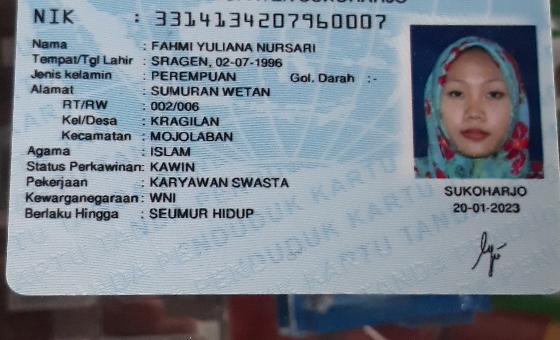 NIK : 3314134207960007
Nama : FAHMI YULIANA NURSARI
Tempat/Tgl Lahir : SRAGEN, 02-07-1996
Jenis kelamin : PEREMPUAN Gol. Darah : -
Alamat : SUMURAN WETAN
RT/RW : 002/006
Kel/Desa : KRAGILAN
Kecamatan : MOJOLABAN
Agama : ISLAM
Status Perkawinan: KAWIN
Pekerjaan : KARYAWAN SWASTA
Kewarganegaraan: WNI
Berlaku Hingga : SEUMUR HIDUP
SUKOHARJO
20-01-2023